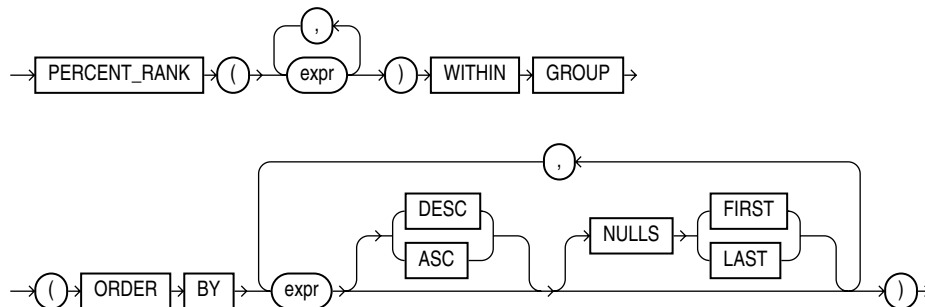 ,
PERCENT_RANK ( expr ) WITHIN GROUP
,
DESC FIRST
NULLS
ASC LAST
( ORDER BY expr )